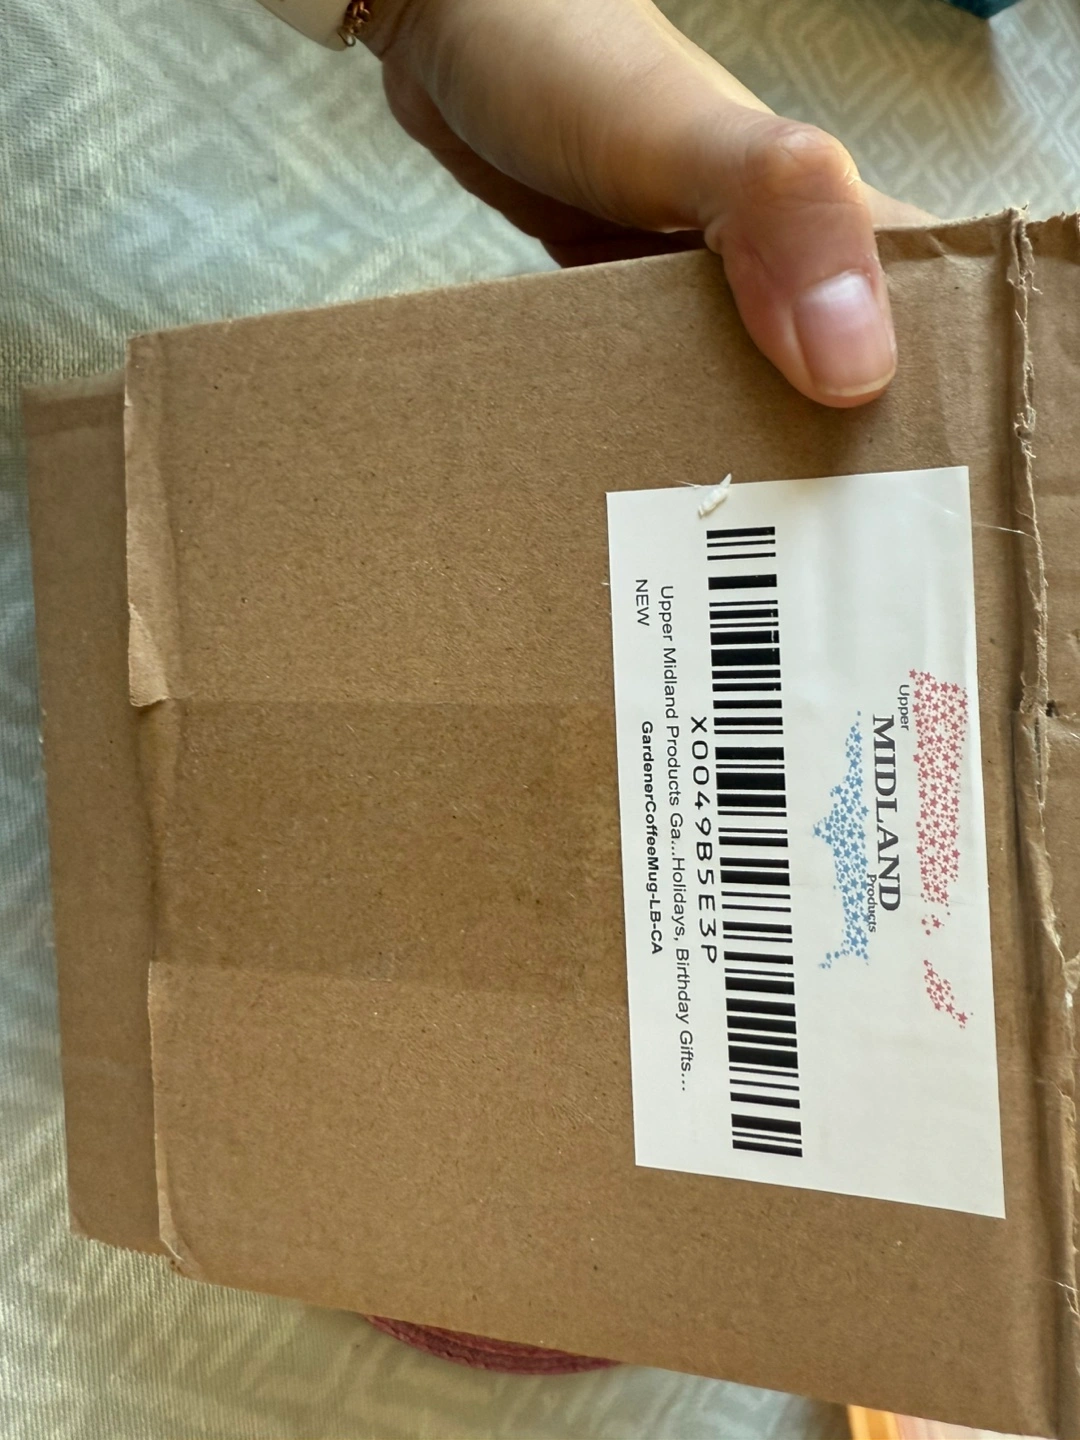 Upper
MIDLAND
Products
X0049B5E3P
Upper Midland Products Ga...Holidays, Birthday Gifts...
NEW
GardenerCoffeeMug-LB-CA